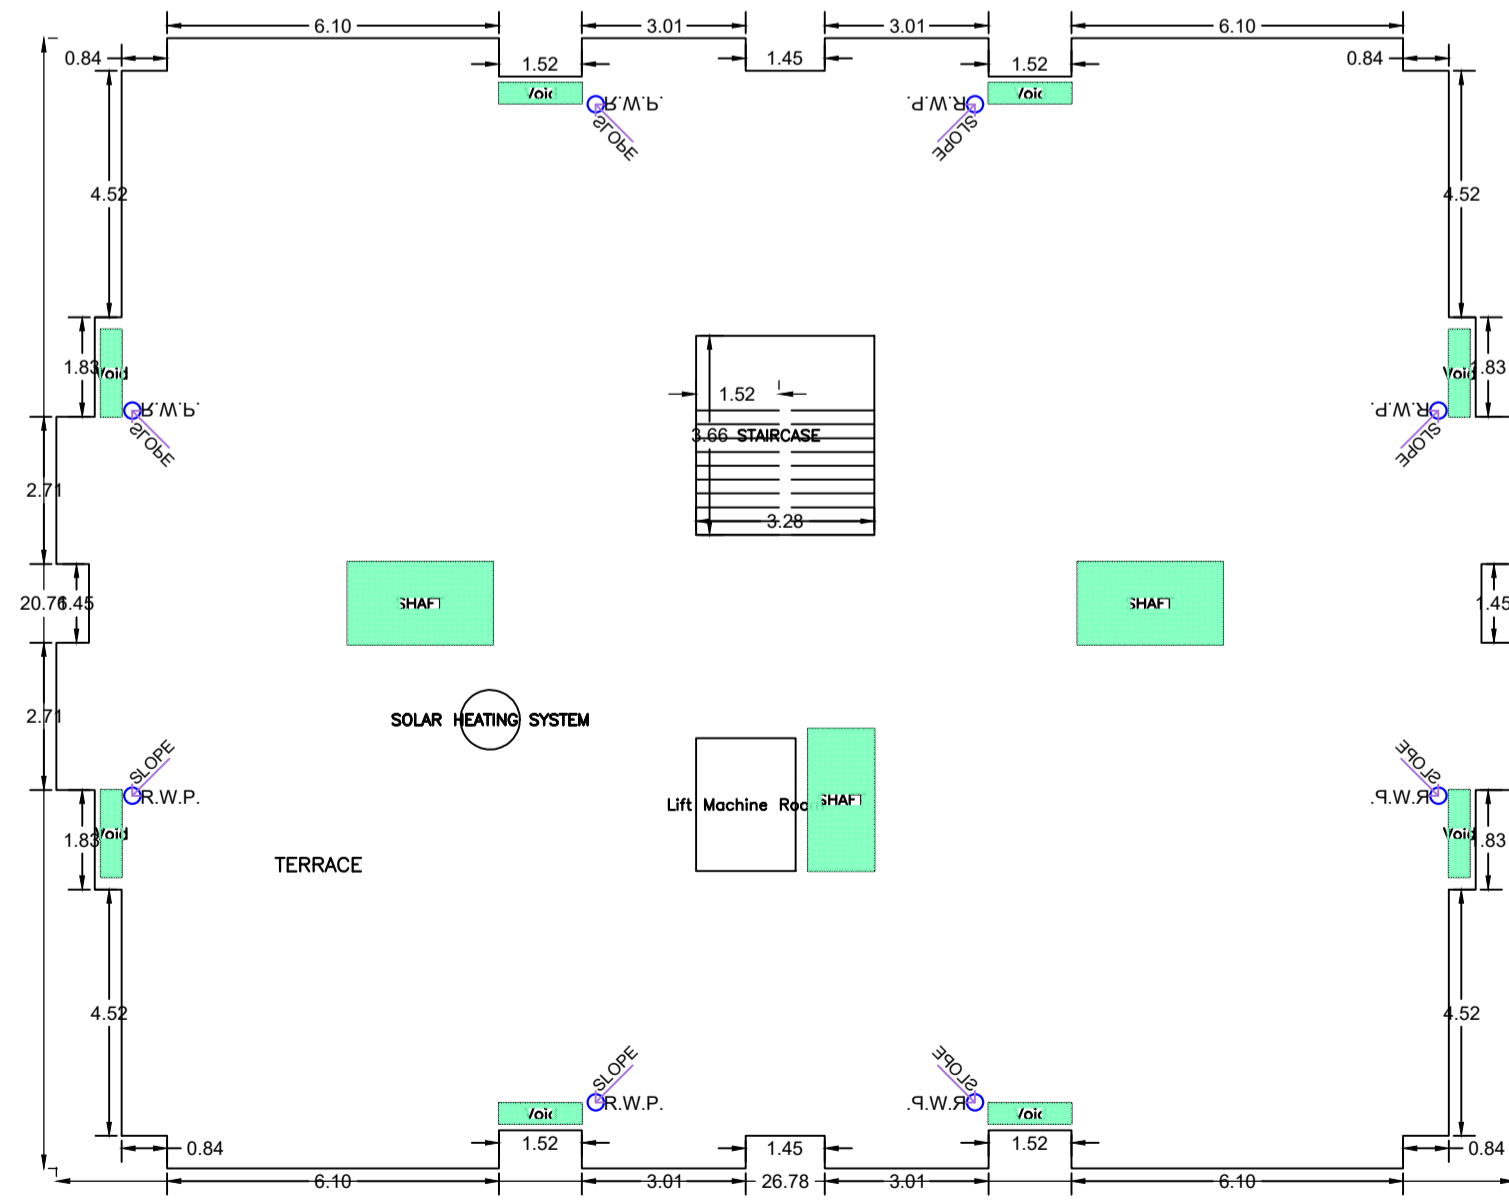 6.10
3.01
3.01
6.10
0.84
1.52
1.45
1.52
0.84
Void
Void
R.W.P.
R.W.P.
SLOPE
SLOPE
4.52
4.52
1.83
Void
Void
1.83
1.52
R.W.P.
R.W.P.
3.66
STAIRCASE
SLOPE
SLOPE
2.71
3.28
20.76
1.45
SHAFT
SHAFT
1.45
2.71
SOLAR HEATING SYSTEM
SLOPE
SLOPE
R.W.P.
R.W.P.
Lift Machine Room
SHAFT
1.83
Void
Void
1.83
TERRACE
4.52
4.52
SLOPE
SLOPE
R.W.P.
R.W.P.
Void
Void
0.84
1.52
1.45
1.52
0.84
6.10
3.01
26.78
3.01
6.10